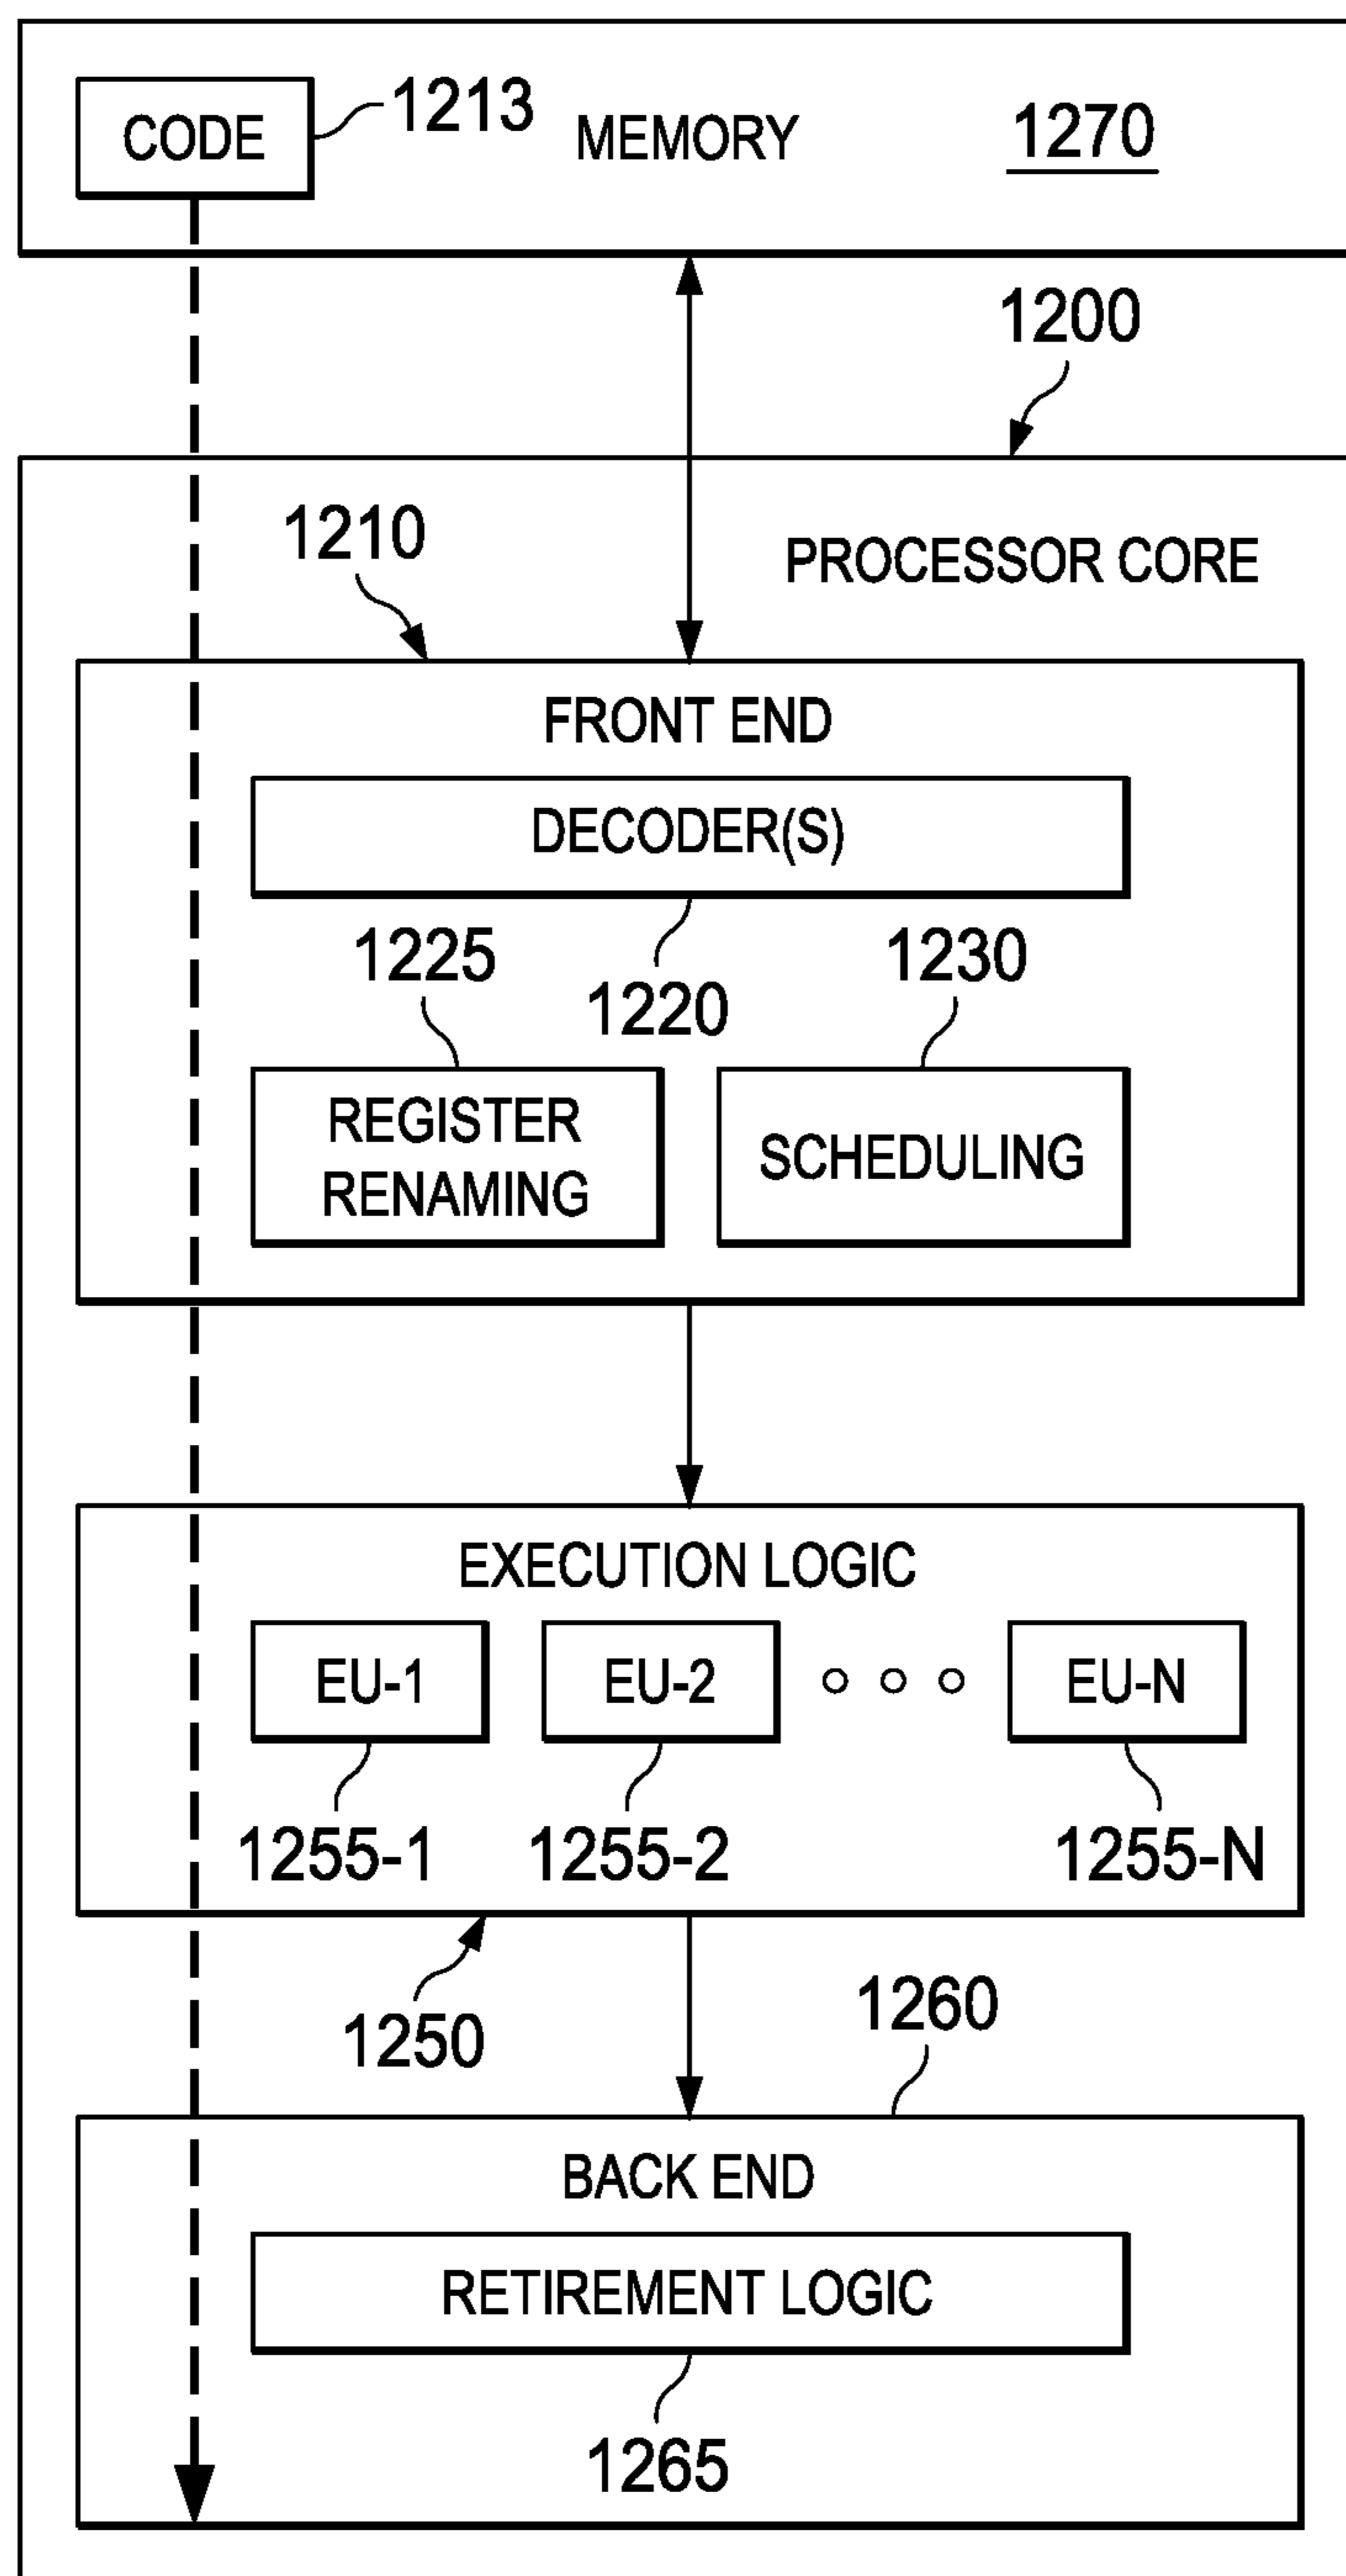 CODE
1213
MEMORY
1270
1200
PROCESSOR CORE
1210
FRONT END
DECODER(S)
1220
1225
1230
REGISTER
RENAMING
SCHEDULING
EXECUTION LOGIC
EU-1
EU-2
EU-N
1255-1
1255-2
1255-N
1250
1260
BACK END
RETIREMENT LOGIC
1265